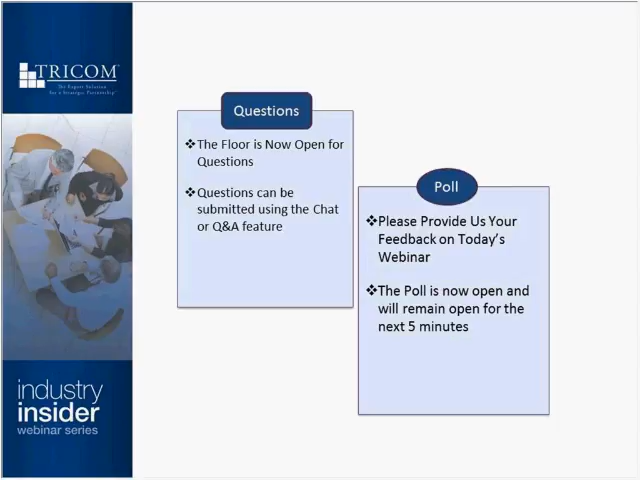 TRICOM
The Expert Solution
for a Strategic Partnership
industry
insider
webinar series
Questions
❖The Floor is Now Open for
Questions
❖Questions can be
submitted using the Chat
or Q&A feature
Poll
❖Please Provide Us Your
Feedback on Today's
Webinar
❖The Poll is now open and
will remain open for the
next 5 minutes